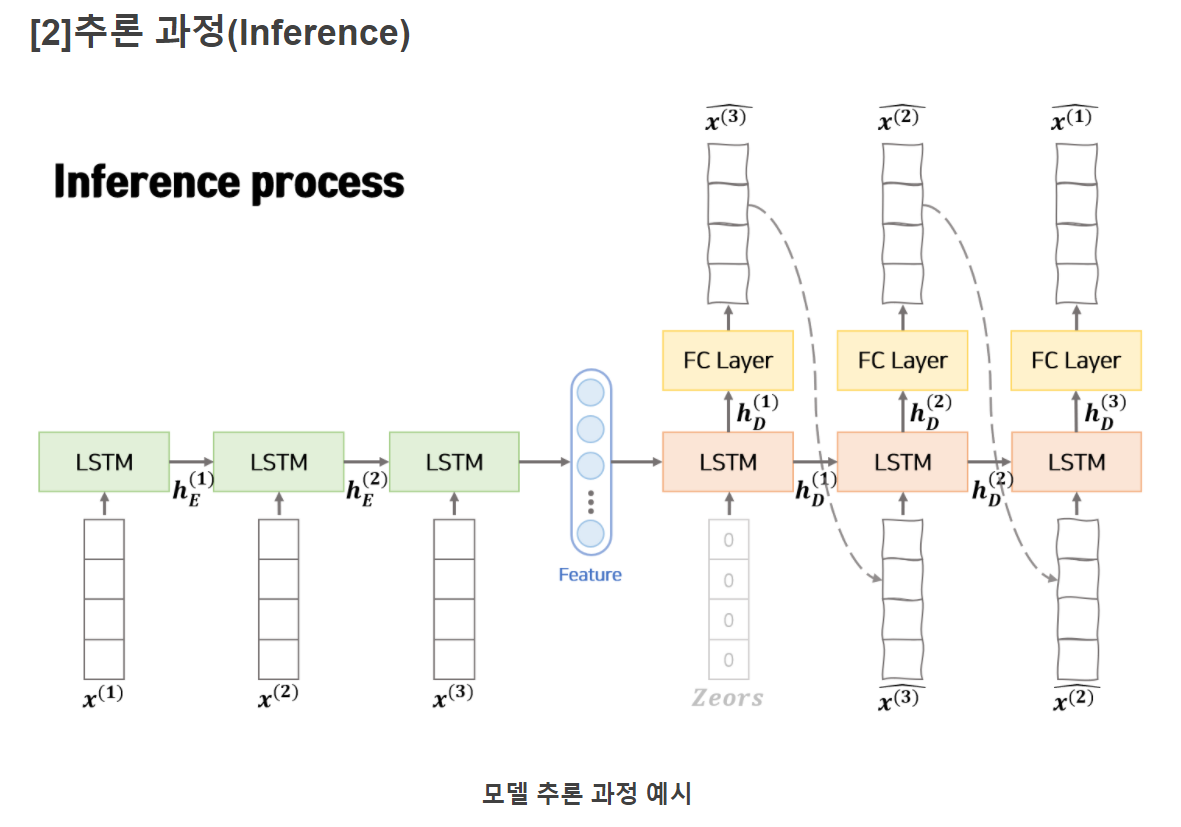 [2]추론 과정(Inference)
Inference process
x^(3) x^(2) x^(1)
FC Layer FC Layer FC Layer
h_D^(1) h_D^(2) h_D^(3)
LSTM LSTM LSTM LSTM LSTM LSTM
h_E^(1) h_E^(2) h_D^(1) h_D^(2)
Feature
0
0
0
0
x^(1) x^(2) x^(3) Zeors x^(3) x^(2)
모델 추론 과정 예시